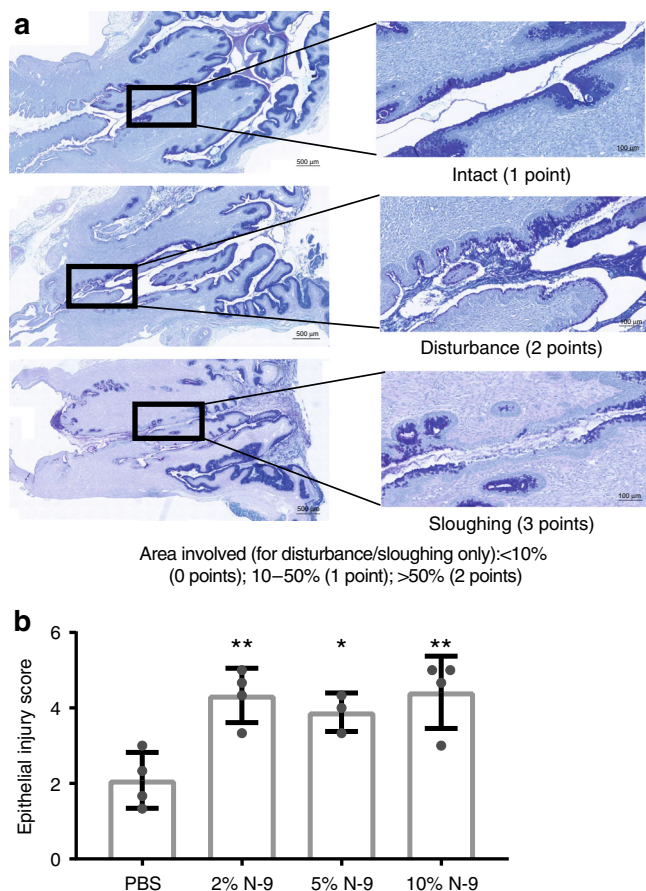 a
500 μm
100 μm
Intact (1 point)
500 μm
100 μm
Disturbance (2 points)
500 μm
100 μm
Sloughing (3 points)
Area involved (for disturbance/sloughing only):<10%
(0 points); 10–50% (1 point); >50% (2 points)
b
Epithelial injury score
6
4
2
0
** * **
PBS 2% N-9 5% N-9 10% N-9